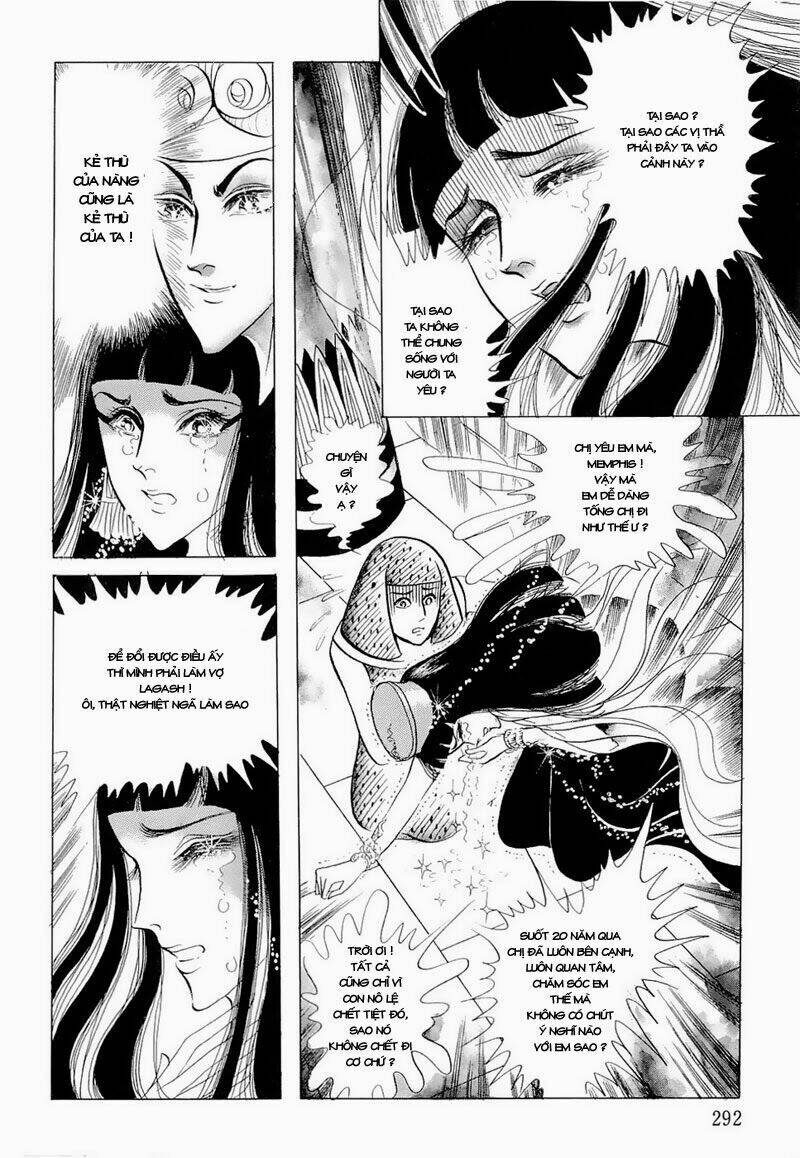 TẠI SAO ?
TẠI SAO CÁC VỊ THẦ
PHẢI ĐẨY TA VÀO
CẢNH NÀY ?
TẠI SAO
TA KHÔNG
THỂ CHUNG
SỐNG VỚI
NGƯỜI TA
YÊU ?
CHỊ YÊU EM MÀ,
MEMPHIS !
VẬY MÀ
EM DỄ DÀNG
TỐNG CHỊ ĐI
NHƯ THẾ Ư ?
CHUYỆN
GÌ
VẬY
Ạ ?
SUỐT 20 NĂM QUA
CHỊ ĐÃ LUÔN BÊN CẠNH,
LUÔN QUAN TÂM,
CHĂM SÓC EM
THẾ MÀ
KHÔNG CÓ CHÚT
Ý NGHĨ NÀO
VỚI EM SAO ?
TRỜI ƠI !
TẤT CẢ
CŨNG CHỈ VÌ
CON NÔ LỆ
CHẾT TIỆT ĐÓ,
SAO NÓ
KHÔNG CHẾT ĐI
CƠ CHỨ ?
KẺ THÙ
CỦA NÀNG
CŨNG LÀ
KẺ THÙ
CỦA TA !
ĐỂ ĐỔI ĐƯỢC ĐIỀU ẤY
THÌ MÌNH PHẢI LÀM VỢ
LAGASH !
ÔI, THẬT NGHIỆT NGÃ LÀM SAO
292